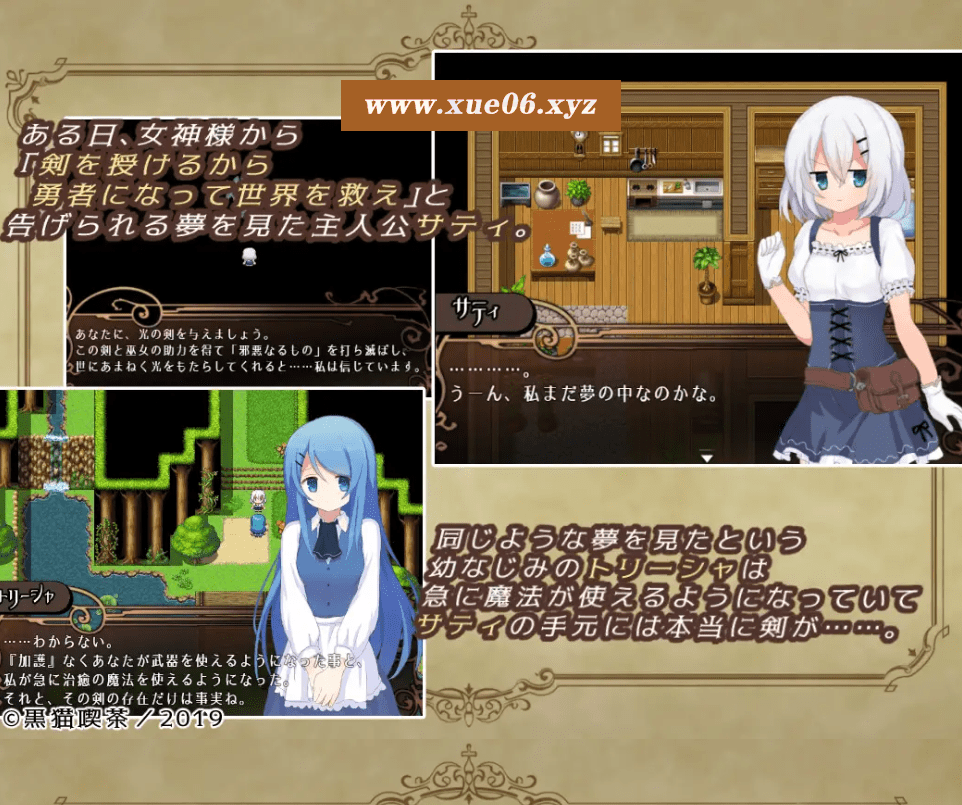 www.xue06.xyz
ある日、女神様から
「剣を授けるから
勇者になって世界を救え」と
告げられる夢を見た主人公サティ。
あなたに、光の剣を与えましょう。
この剣と巫女の助力を得て「邪悪なるもの」を打ち滅ぼし、
世にあまねく光をもたらしてくれると……私は信じています。
サティ
…………。
うーん、私まだ夢の中なのかな。
同じような夢を見たという
幼なじみのトリーシャは
急に魔法が使えるようになっていて
サティの手元には本当に剣が……。
トリーシャ
……わからない。
『加護』なくあなたが武器を使えるようになった事と、
私が急に治癒の魔法を使えるようになった。
それと、その剣の存在だけは事実ね。
©黒猫喫茶／2019